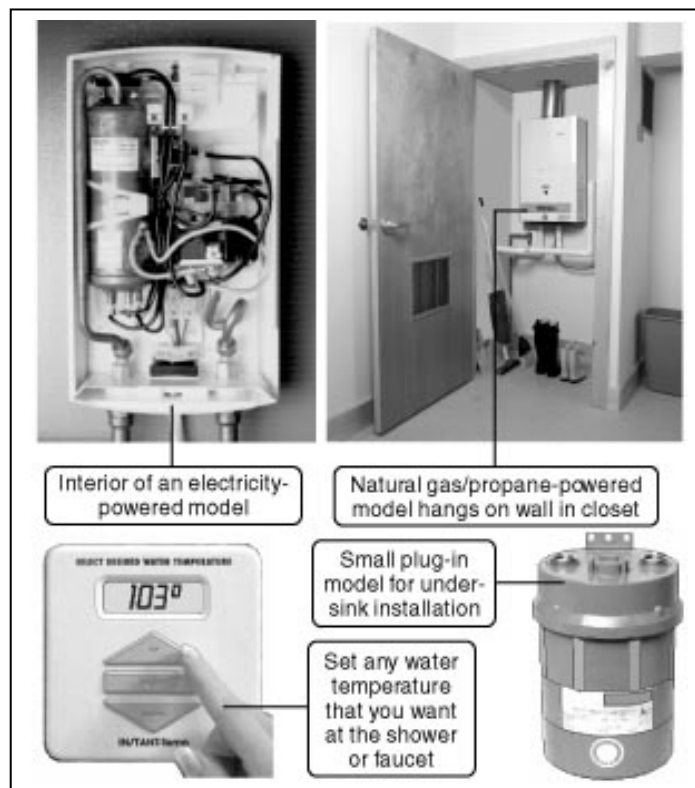 Interior of an electricity-
powered model
Natural gas/propane-powered
model hangs on wall in closet
SELECT DESIRED WATER TEMPERATURE
103°
Small plug-in
model for under-
sink installation
Set any water
temperature
that you want
at the shower
or faucet